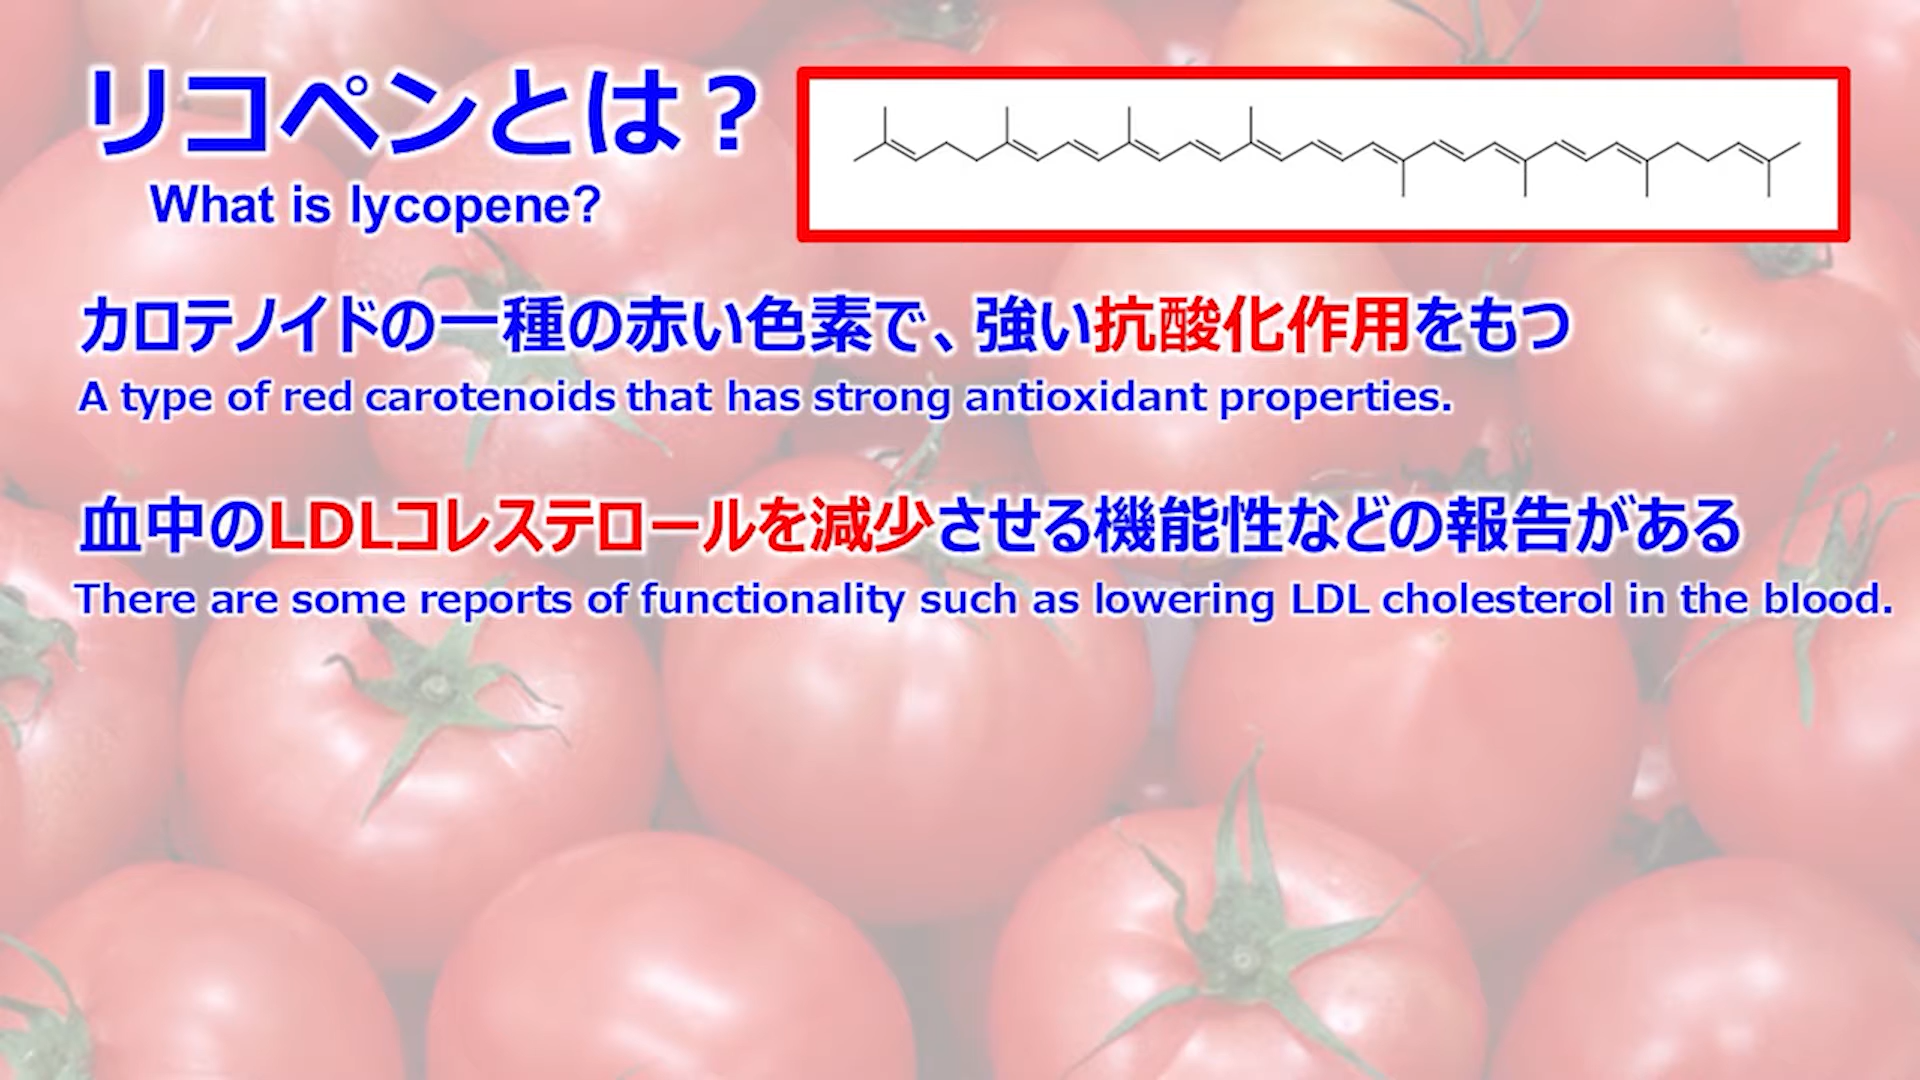 リコペンとは？
What is lycopene?
カロテノイドの一種の赤い色素で、強い抗酸化作用をもつ
A type of red carotenoids that has strong antioxidant properties.
血中のLDLコレステロールを減少させる機能性などの報告がある
There are some reports of functionality such as lowering LDL cholesterol in the blood.